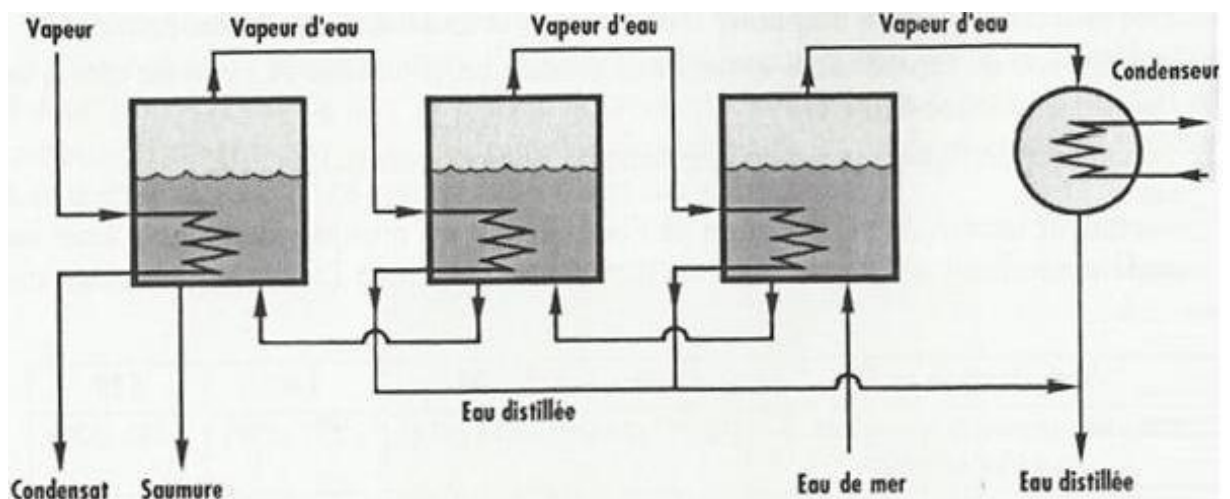 Vapeur
Vapeur d'eau
Vapeur d'eau
Vapeur d'eau
Condenseur
Eau distillée
Condensat
Saumure
Eau de mer
Eau distillée